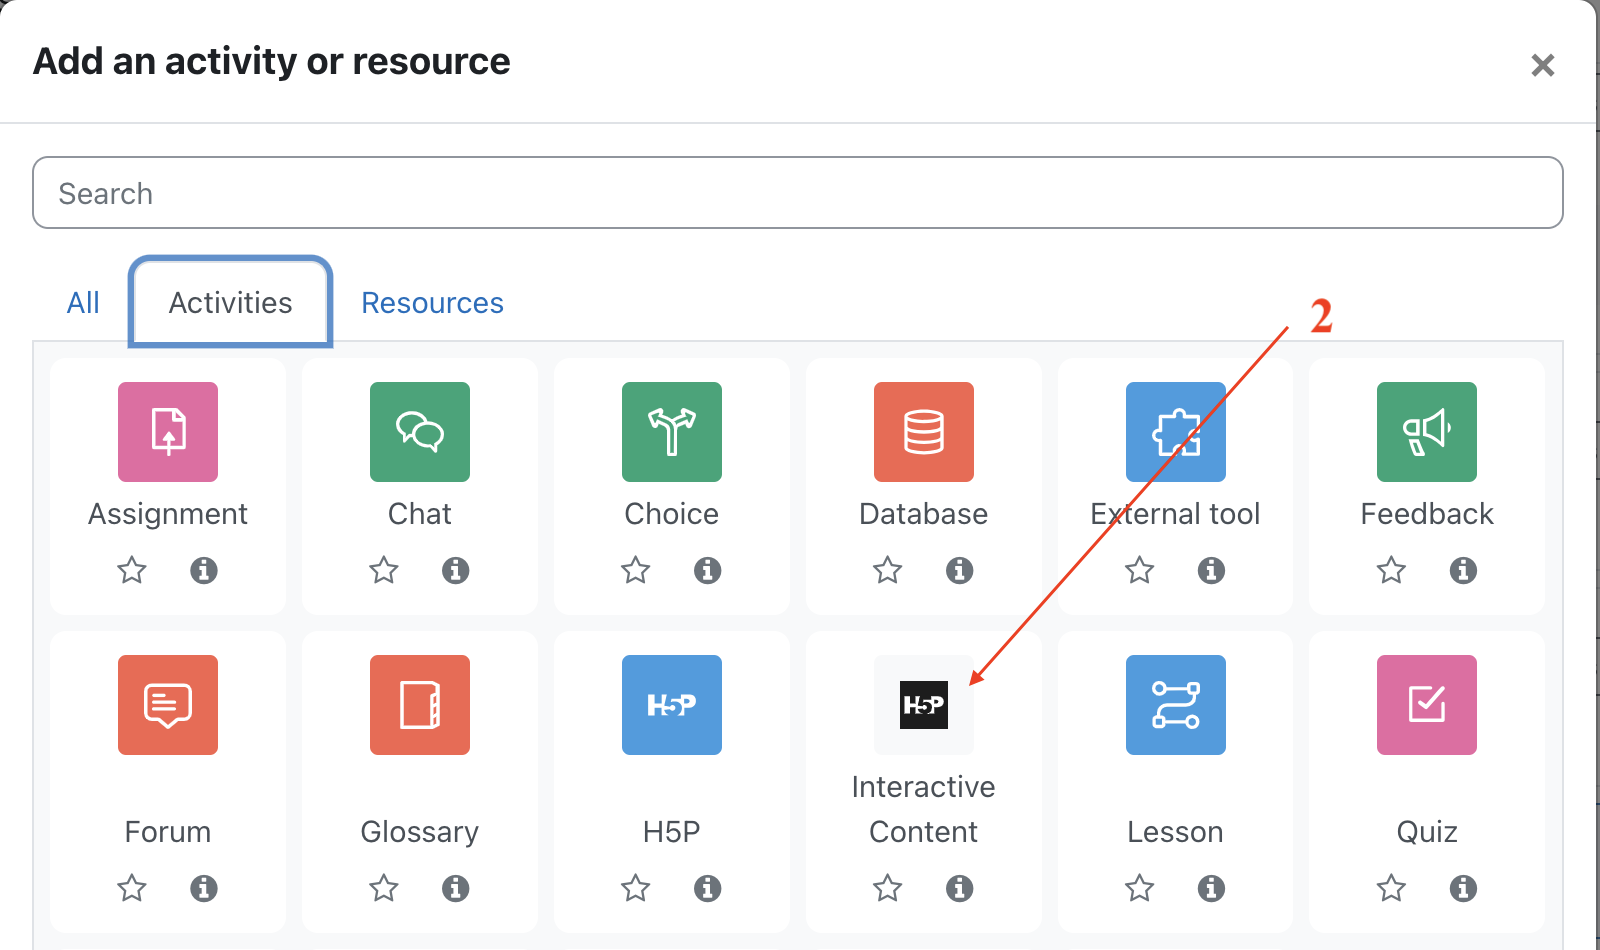 Add an activity or resource
Search
All Activities Resources
2
Assignment Chat Choice Database External tool Feedback
H5P H5P
Interactive
Forum Glossary H5P Content Lesson Quiz